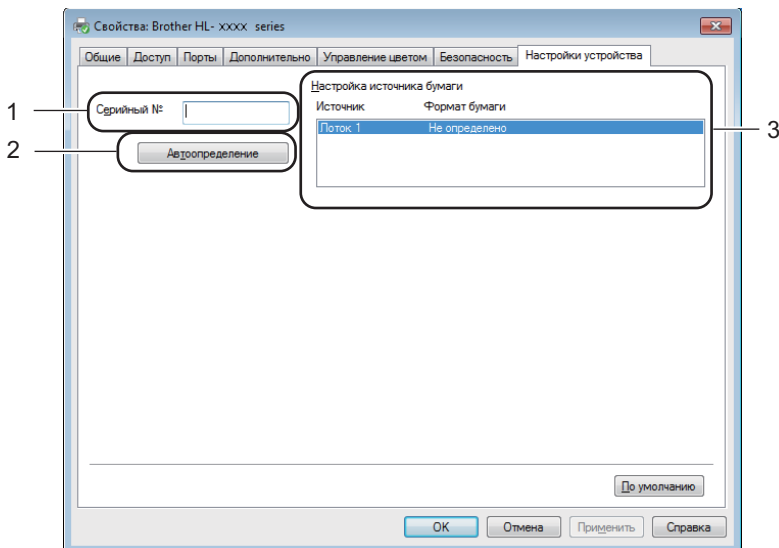 Свойства: Brother HL- xxxx series
Общие Доступ Порты Дополнительно Управление цветом Безопасность Настройки устройства
1
Серийный №
2
Автоопределение
Настройка источника бумаги
Источник Формат бумаги
Лоток 1 Не определено
3
По умолчанию
OK Отмена Применить Справка